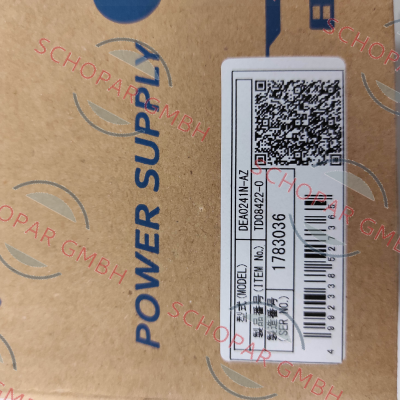 POWER SUPPLY
型式(MODEL) DEA0241N-AZ
製品番号(ITEM No.) TD08422-0
製造番号(SER.NO.) 1783036
SCHOPAR GMBH
SCHOPAR GMBH
SCHOPAR GMBH
SCHOPAR GMBH